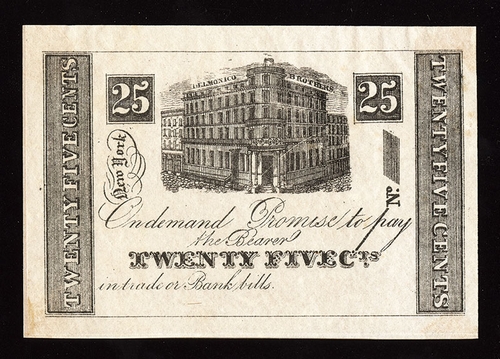 TWENTY FIVE CENTS
25
DELMONICO BROTHERS
25
TWENTY FIVE CENTS
New York
No.
On demand Promise to pay
the Bearer
TWENTY FIVE CTS
in trade or Bank bills.